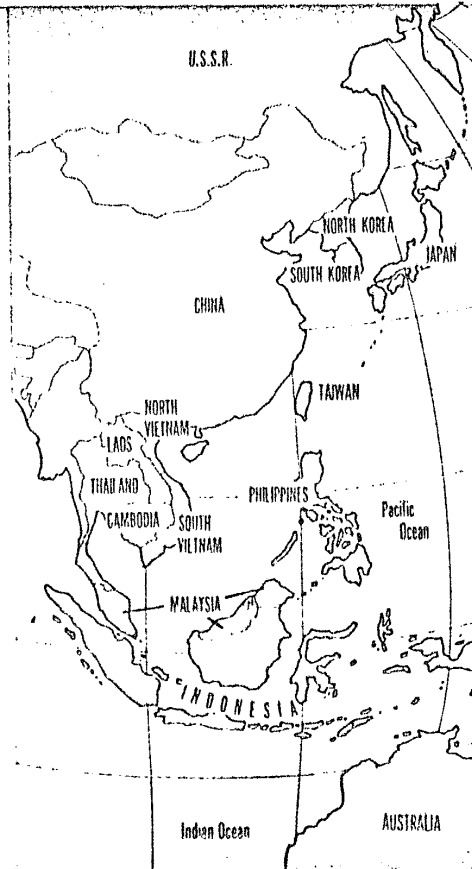 U.S.S.R.
NORTH KOREA
JAPAN
SOUTH KOREA
CHINA
TAIWAN
NORTH
VIETNAM
LAOS
THAILAND
PHILIPPINES
Pacific
Ocean
CAMBODIA
SOUTH
VIETNAM
MALAYSIA
INDONESIA
Indian Ocean
AUSTRALIA